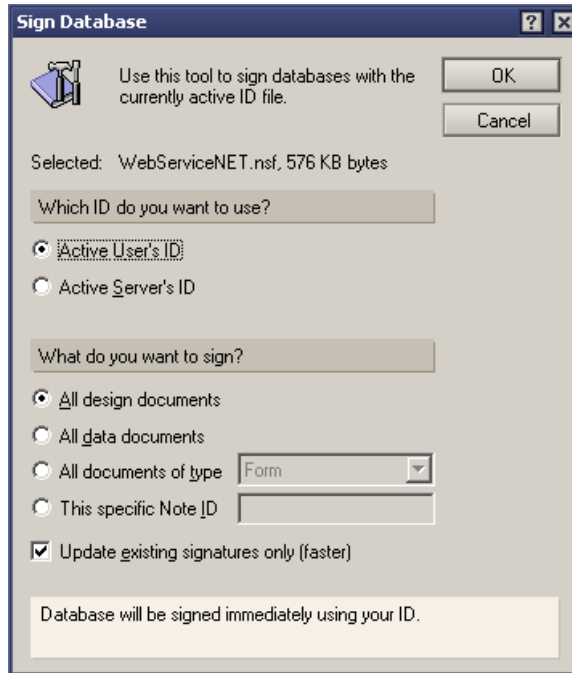 Sign Database
Use this tool to sign databases with the
currently active ID file.
OK
Cancel
Selected: WebServiceNET.nsf, 576 KB bytes
Which ID do you want to use?
Active User's ID
Active Server's ID
What do you want to sign?
All design documents
All data documents
All documents of type Form
This specific Note ID
Update existing signatures only (faster)
Database will be signed immediately using your ID.